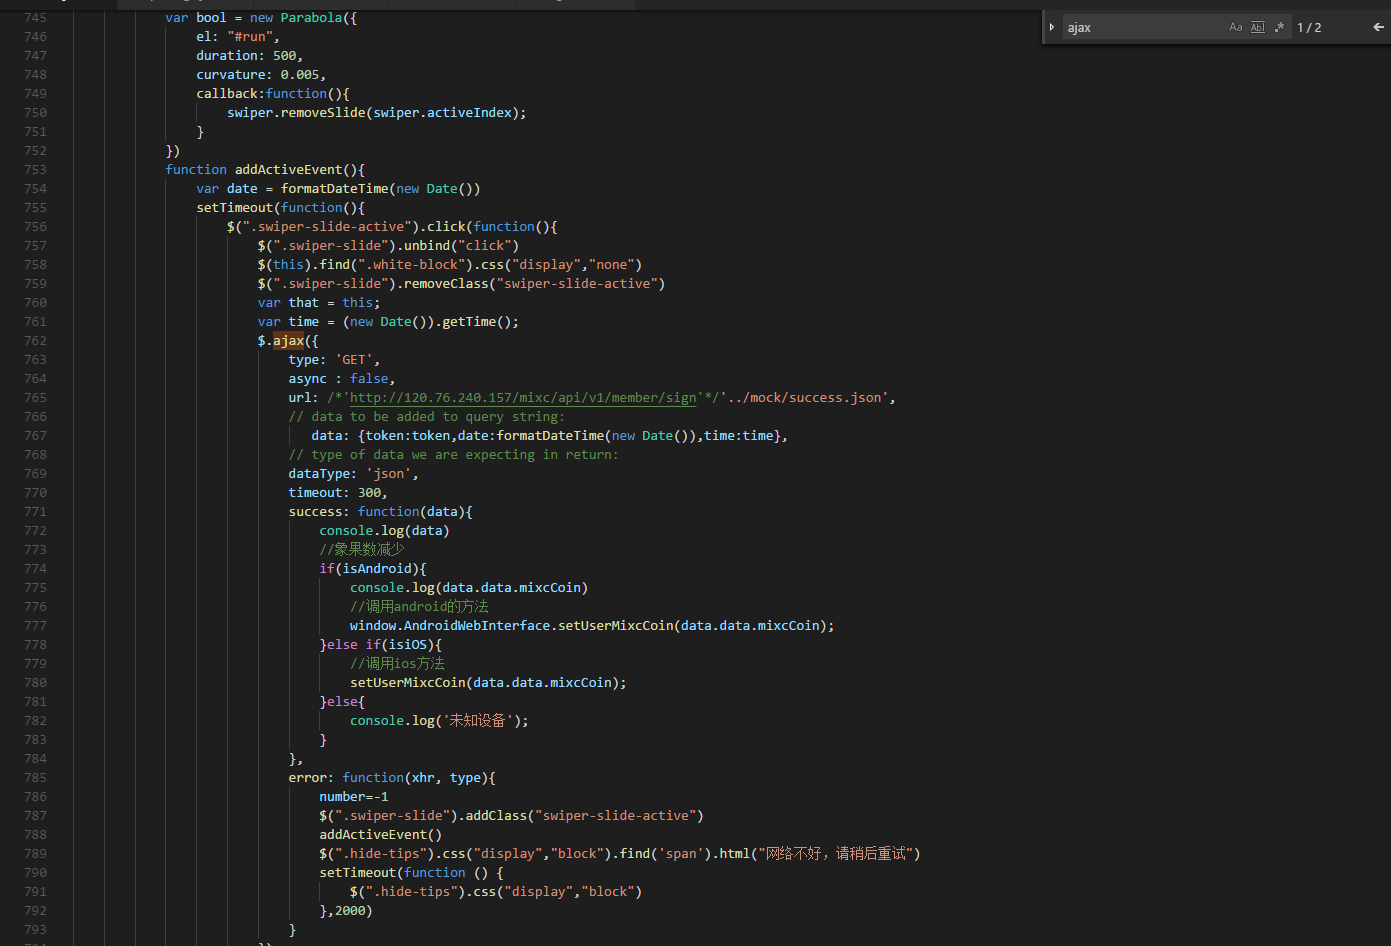 ajax
Aa Abl .* 1 / 2
745 var bool = new Parabola({
746 el: "#run",
747 duration: 500,
748 curvature: 0.005,
749 callback:function(){
750 swiper.removeSlide(swiper.activeIndex);
751 }
752 })
753 function addActiveEvent(){
754 var date = formatDateTime(new Date())
755 setTimeout(function(){
756 $(".swiper-slide-active").click(function(){
757 $(".swiper-slide").unbind("click")
758 $(this).find(".white-block").css("display","none")
759 $(".swiper-slide").removeClass("swiper-slide-active")
760 var that = this;
761 var time = (new Date()).getTime();
762 $.ajax({
763 type: 'GET',
764 async : false,
765 url: /*'http://120.76.240.157/mixc/api/v1/member/sign'*/'../mock/success.json',
766 // data to be added to query string:
767 data: {token:token,date:formatDateTime(new Date()),time:time},
768 // type of data we are expecting in return:
769 dataType: 'json',
770 timeout: 300,
771 success: function(data){
772 console.log(data)
773 //象果数减少
774 if(isAndroid){
775 console.log(data.data.mixcCoin)
776 //调用android的方法
777 window.AndroidWebInterface.setUserMixcCoin(data.data.mixcCoin);
778 }else if(isiOS){
779 //调用ios方法
780 setUserMixcCoin(data.data.mixcCoin);
781 }else{
782 console.log('未知设备');
783 }
784 },
785 error: function(xhr, type){
786 number=-1
787 $(".swiper-slide").addClass("swiper-slide-active")
788 addActiveEvent()
789 $(".hide-tips").css("display","block").find('span').html("网络不好，请稍后重试")
790 setTimeout(function () {
791 $(".hide-tips").css("display","block")
792 },2000)
793 }